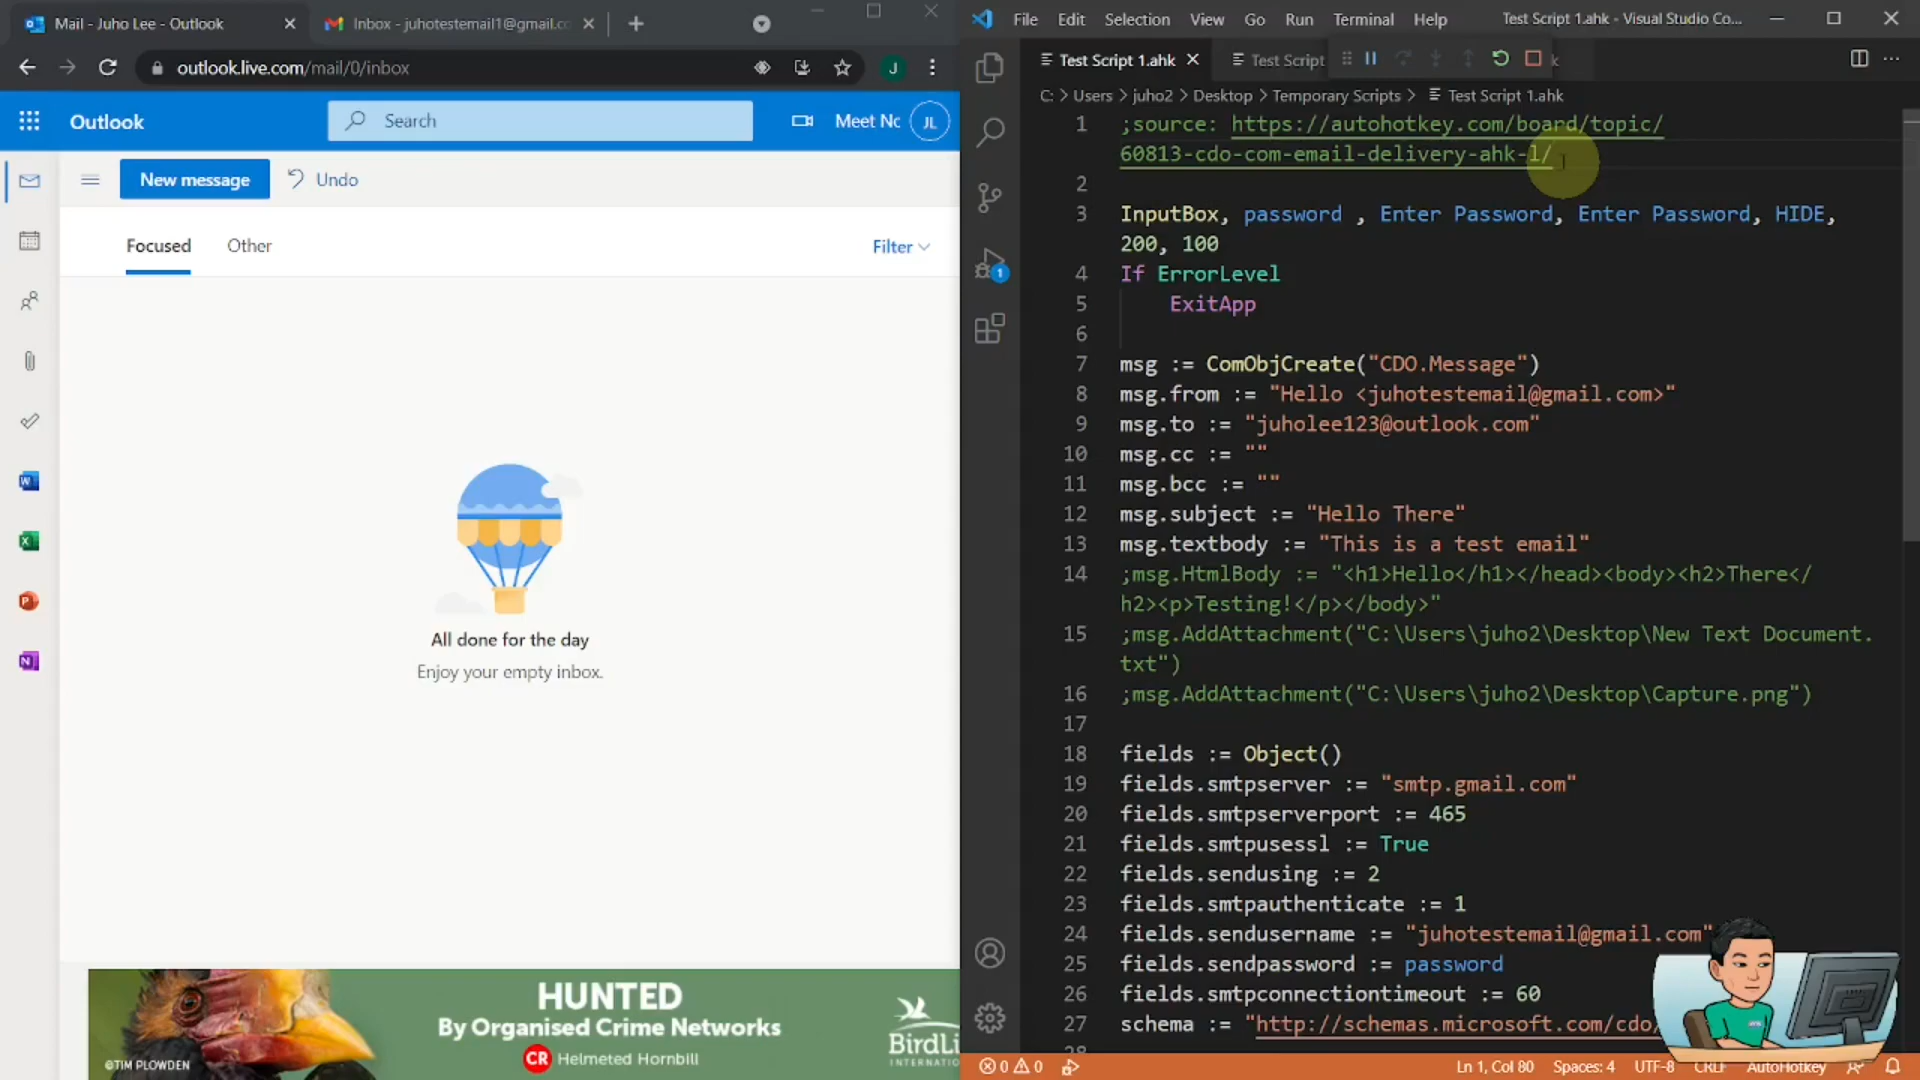 Mail - Juho Lee - Outlook
Inbox - juhotestemail1@gmail.co
outlook.live.com/mail/0/inbox
J
Outlook
Search
Meet Nc
JL
New message
Undo
Focused
Other
Filter
All done for the day
Enjoy your empty inbox.
HUNTED
By Organised Crime Networks
CR Helmeted Hornbill
©TIM PLOWDEN
BirdLi
INTERNATIO
File Edit Selection View Go Run Terminal Help
Test Script 1.ahk - Visual Studio Co...
Test Script 1.ahk
Test Script
k
C: > Users > juho2 > Desktop > Temporary Scripts > Test Script 1.ahk
1 ;source: https://autohotkey.com/board/topic/
60813-cdo-com-email-delivery-ahk-l/
2
3 InputBox, password , Enter Password, Enter Password, HIDE,
200, 100
4 If ErrorLevel
5 ExitApp
6
7 msg := ComObjCreate("CDO.Message")
8 msg.from := "Hello <juhotestemail@gmail.com>"
9 msg.to := "juholee123@outlook.com"
10 msg.cc := ""
11 msg.bcc := ""
12 msg.subject := "Hello There"
13 msg.textbody := "This is a test email"
14 ;msg.HtmlBody := "<h1>Hello</h1></head><body><h2>There</
h2><p>Testing!</p></body>"
15 ;msg.AddAttachment("C:\Users\juho2\Desktop\New Text Document.
txt")
16 ;msg.AddAttachment("C:\Users\juho2\Desktop\Capture.png")
17
18 fields := Object()
19 fields.smtpserver := "smtp.gmail.com"
20 fields.smtpserverport := 465
21 fields.smtpusessl := True
22 fields.sendusing := 2
23 fields.smtpauthenticate := 1
24 fields.sendusername := "juhotestemail@gmail.com"
25 fields.sendpassword := password
26 fields.smtpconnectiontimeout := 60
27 schema := "http://schemas.microsoft.com/cdo/
28
1
0 0
Ln 1, Col 80 Spaces: 4 UTF-8 CRLF AutoHotkey